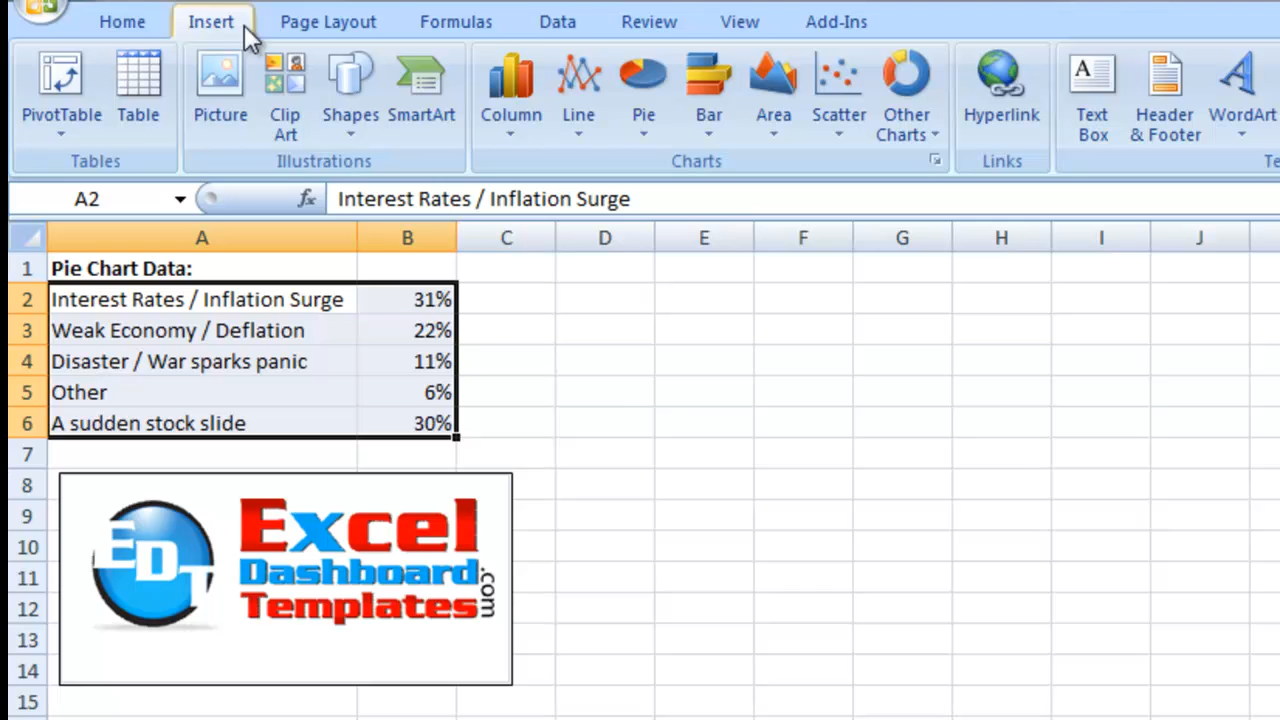 Home Insert Page Layout Formulas Data Review View Add-Ins
PivotTable Table Picture Clip Art Shapes SmartArt Column Line Pie Bar Area Scatter Other Charts Hyperlink Text Box Header & Footer WordArt
Tables Illustrations Charts Links
A2 fx Interest Rates / Inflation Surge
A B C D E F G H I J
1 Pie Chart Data:
2 Interest Rates / Inflation Surge 31%
3 Weak Economy / Deflation 22%
4 Disaster / War sparks panic 11%
5 Other 6%
6 A sudden stock slide 30%
7
8
9
10
11
12
13
14
15
EDT
Excel
Dashboard
Templates
.com